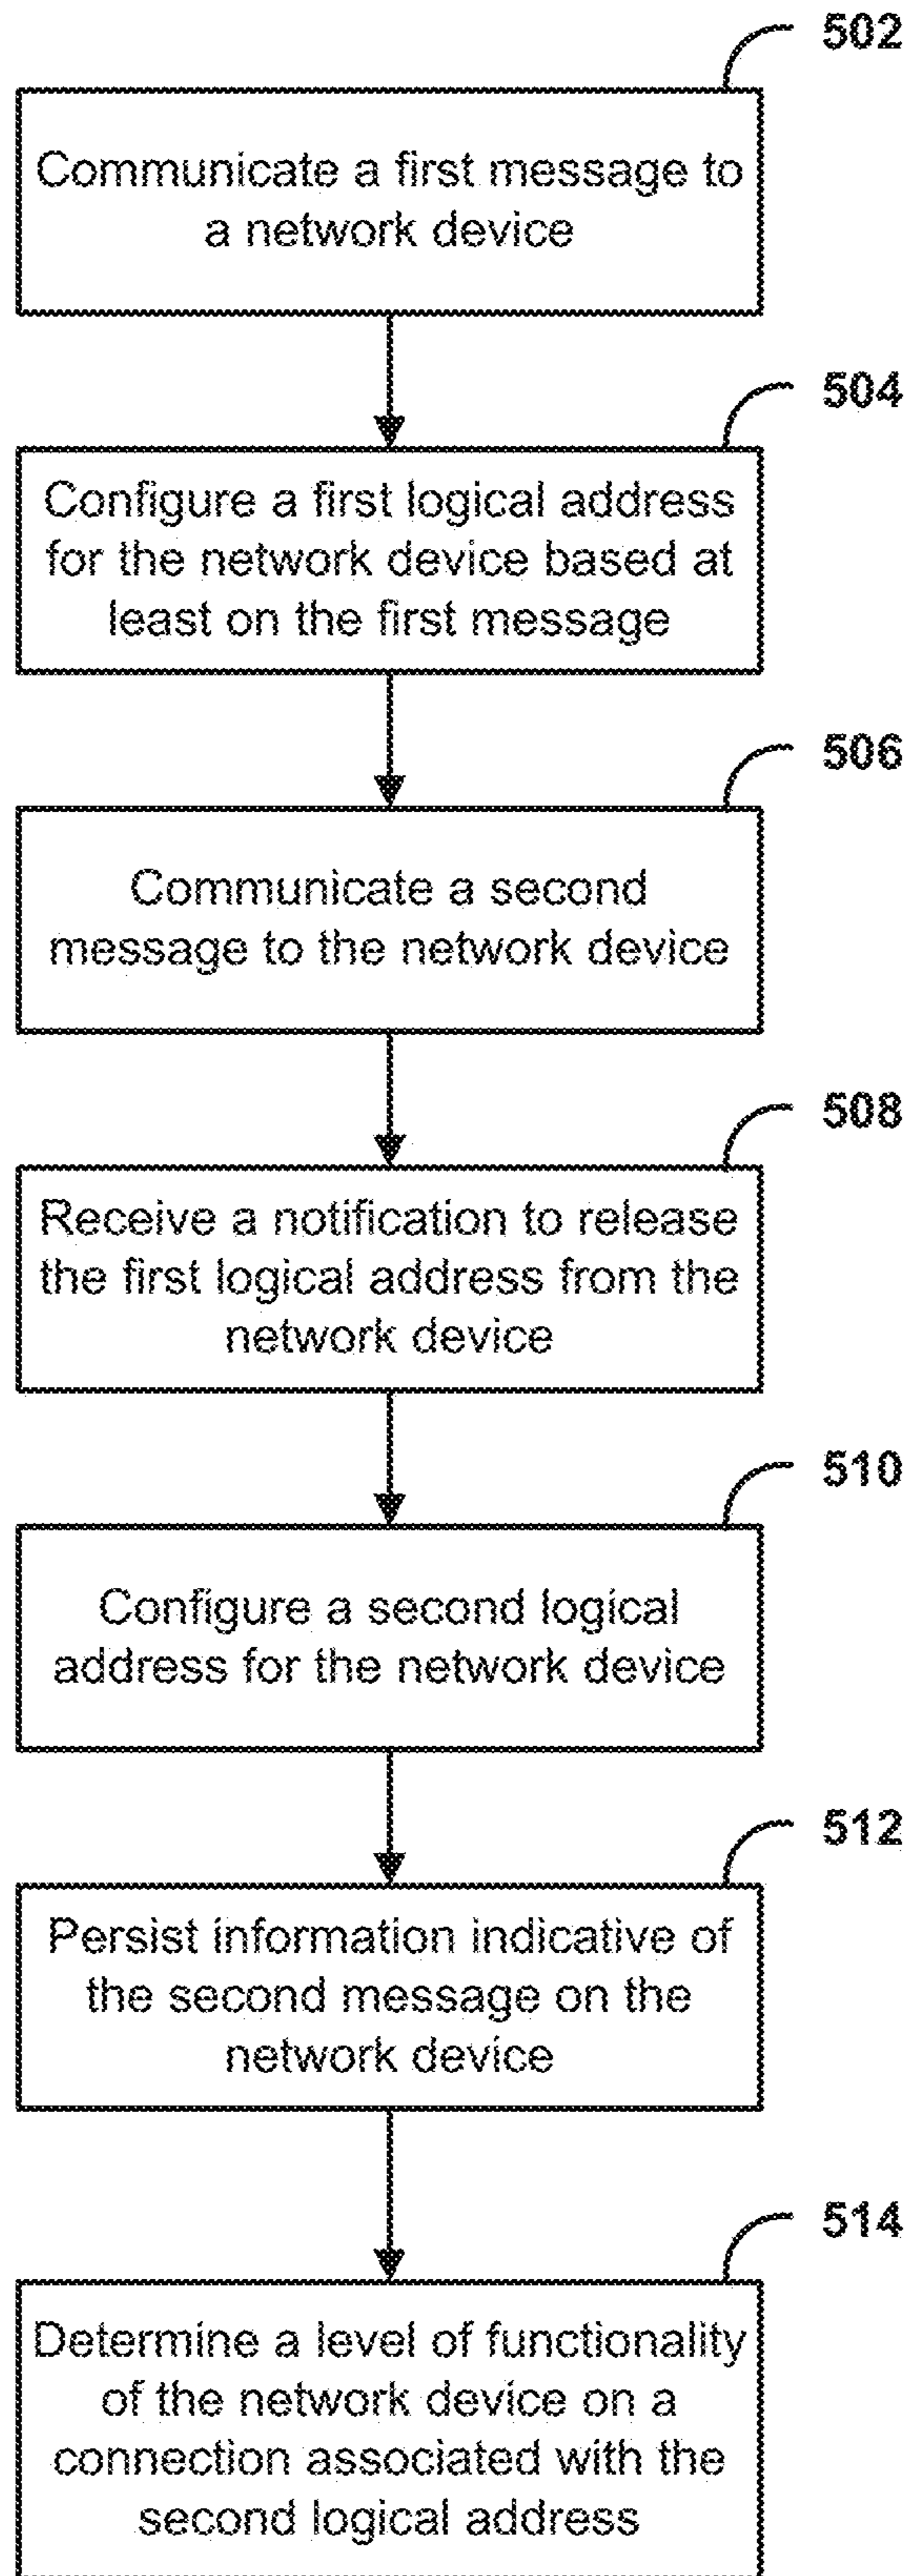 502
Communicate a first message to
a network device
504
Configure a first logical address
for the network device based at
least on the first message
506
Communicate a second
message to the network device
508
Receive a notification to release
the first logical address from the
network device
510
Configure a second logical
address for the network device
512
Persist information indicative of
the second message on the
network device
514
Determine a level of functionality
of the network device on a
connection associated with the
second logical address